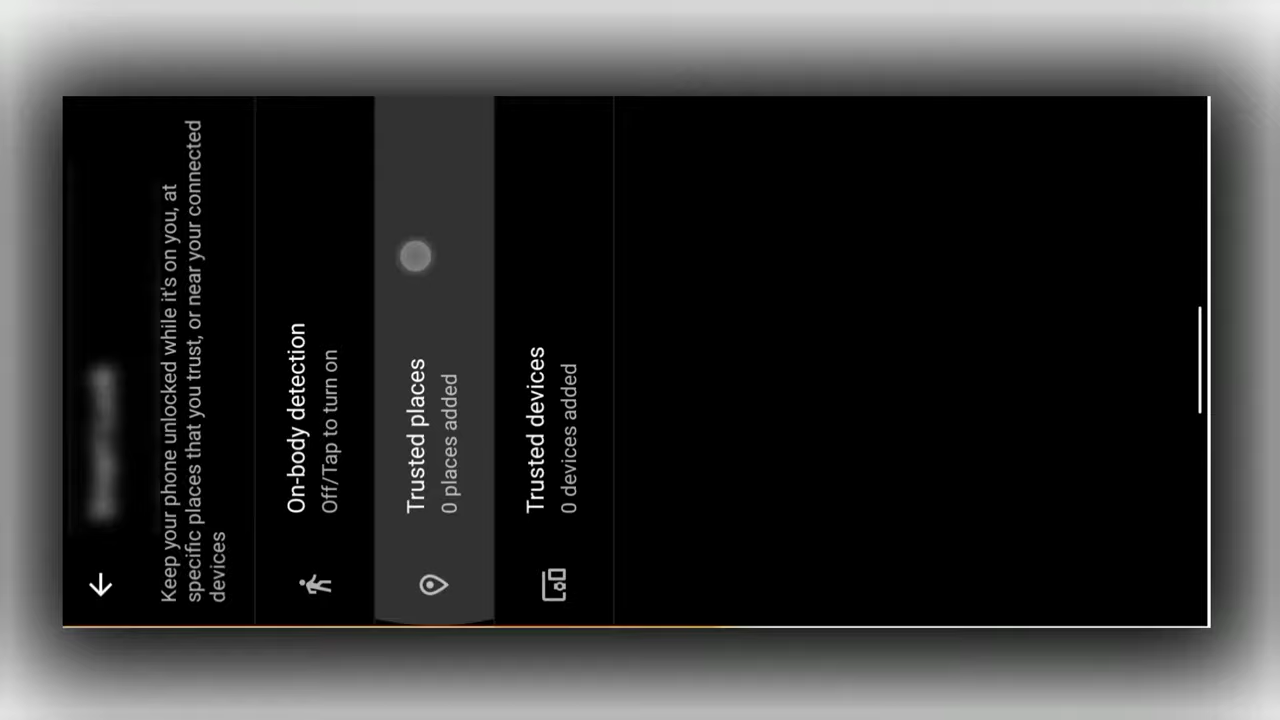 Keep your phone unlocked while it's on you, at
specific places that you trust, or near your connected
devices
On-body detection
Off/Tap to turn on
Trusted places
0 places added
Trusted devices
0 devices added